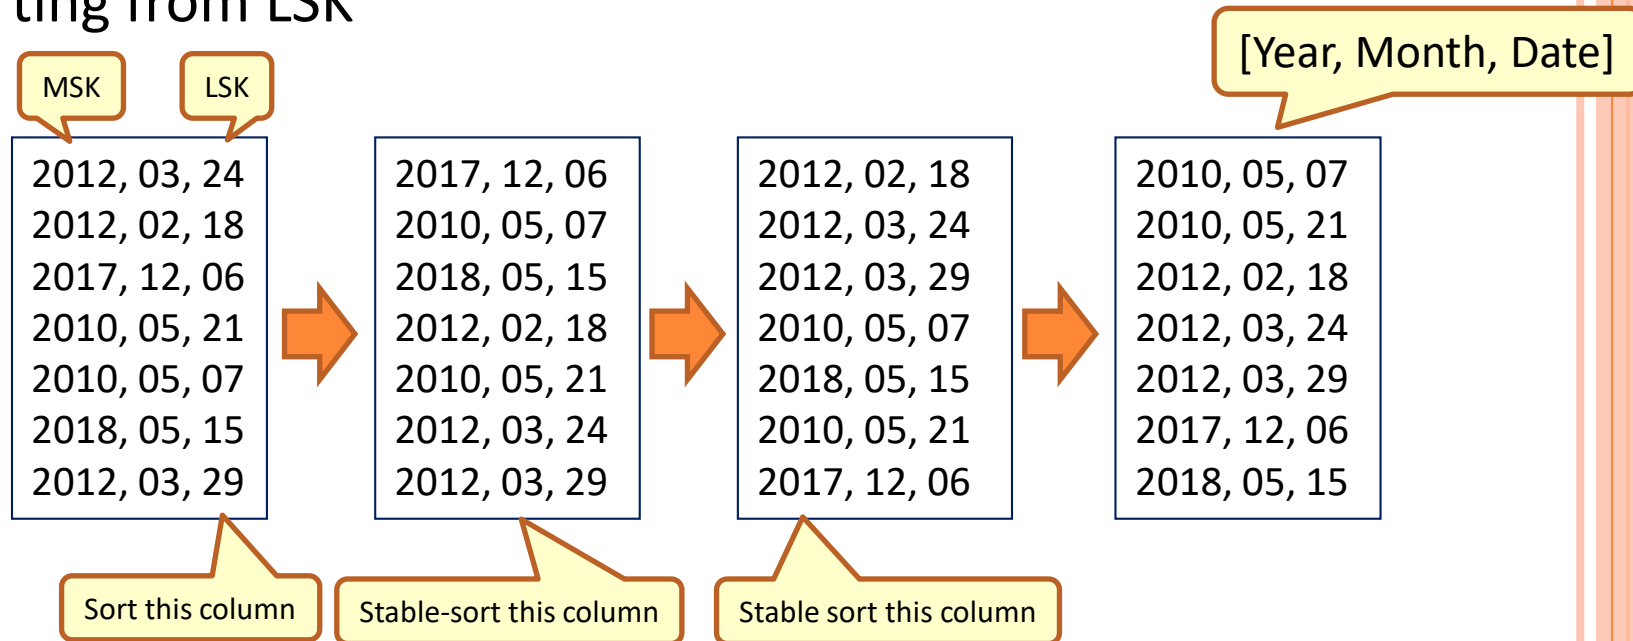 ting from LSK
[Year, Month, Date]
MSK
LSK
2012, 03, 24
2012, 02, 18
2017, 12, 06
2010, 05, 21
2010, 05, 07
2018, 05, 15
2012, 03, 29
2017, 12, 06
2010, 05, 07
2018, 05, 15
2012, 02, 18
2010, 05, 21
2012, 03, 24
2012, 03, 29
2012, 02, 18
2012, 03, 24
2012, 03, 29
2010, 05, 07
2018, 05, 15
2010, 05, 21
2017, 12, 06
2010, 05, 07
2010, 05, 21
2012, 02, 18
2012, 03, 24
2012, 03, 29
2017, 12, 06
2018, 05, 15
Sort this column
Stable-sort this column
Stable sort this column